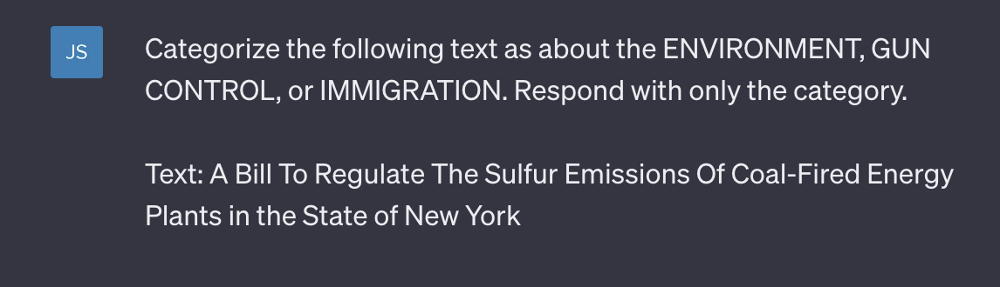 JS
Categorize the following text as about the ENVIRONMENT, GUN
CONTROL, or IMMIGRATION. Respond with only the category.
Text: A Bill To Regulate The Sulfur Emissions Of Coal-Fired Energy
Plants in the State of New York